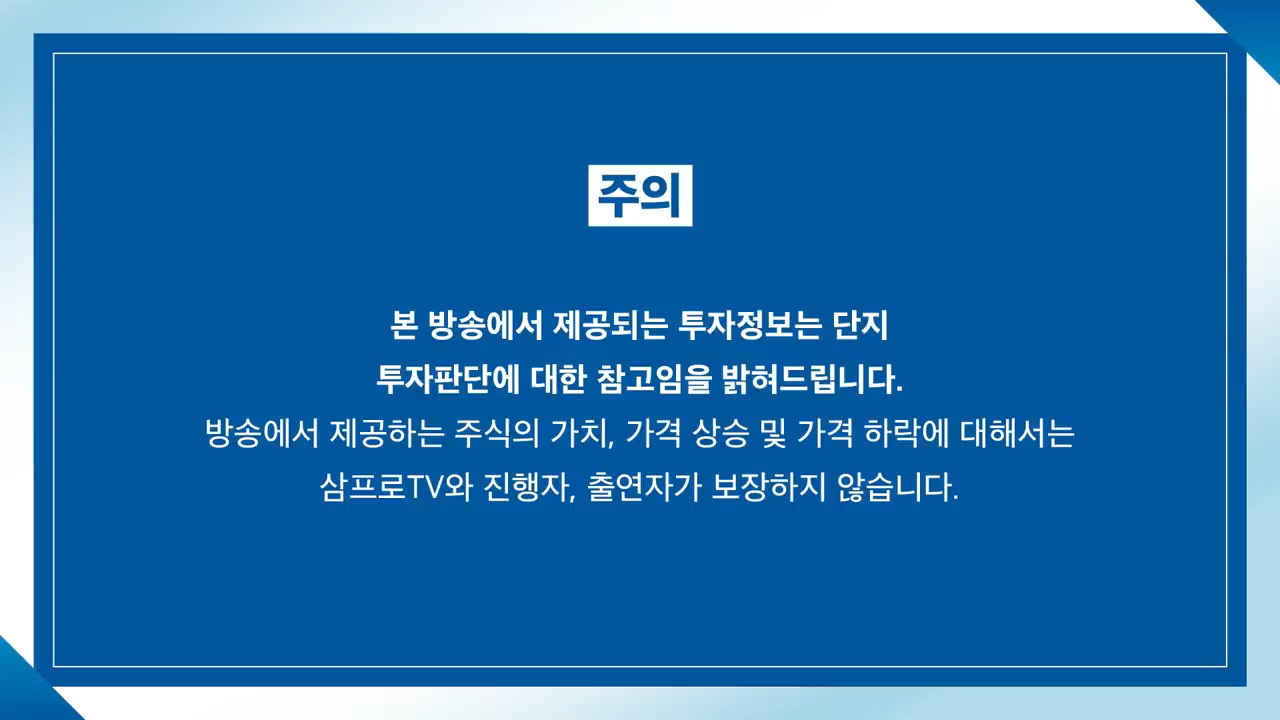 주의
본 방송에서 제공되는 투자정보는 단지
투자판단에 대한 참고임을 밝혀드립니다.
방송에서 제공하는 주식의 가치, 가격 상승 및 가격 하락에 대해서는
삼프로TV와 진행자, 출연자가 보장하지 않습니다.